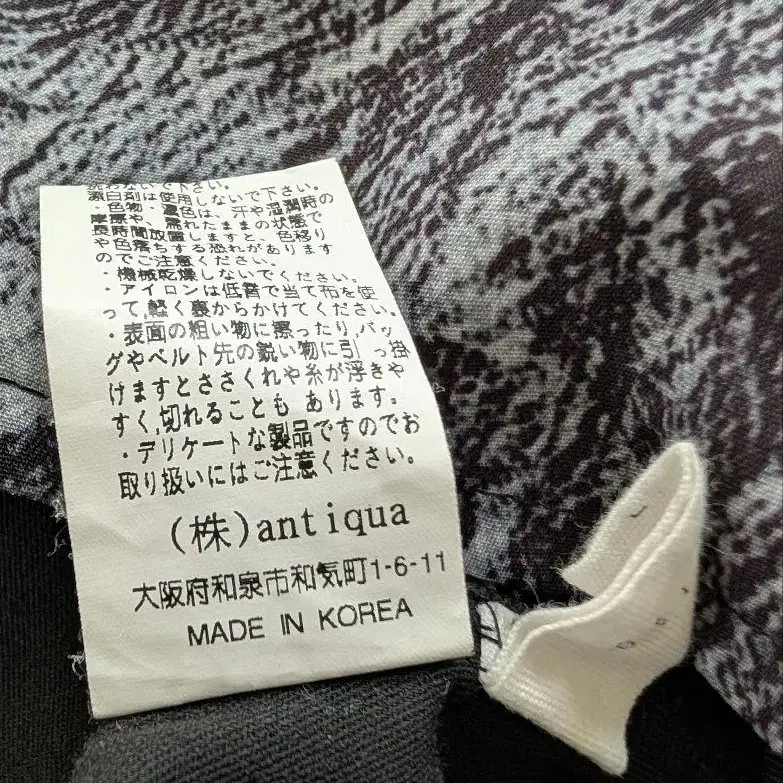 洗わないで下さい。
漂白剤は使用しないで下さい。
・色物・濃色は、汗や湿潤時の
摩擦や、濡れたままの状態で
長時間放置しますと、色移り
や色落ちする恐れがあります
のでご注意ください。
・機械乾燥しないでください。
・アイロンは低音で当て布を使
って,軽く裏からかけてください。
・表面の粗い物に擦ったり,バッ
グやベルト先の鋭い物に引っ掛
けますとささくれや糸が浮きや
すく,切れることも あります。
・デリケートな製品ですのでお
取り扱いにはご注意ください。
(株)antiqua
大阪府和泉市和気町1-6-11
MADE IN KOREA